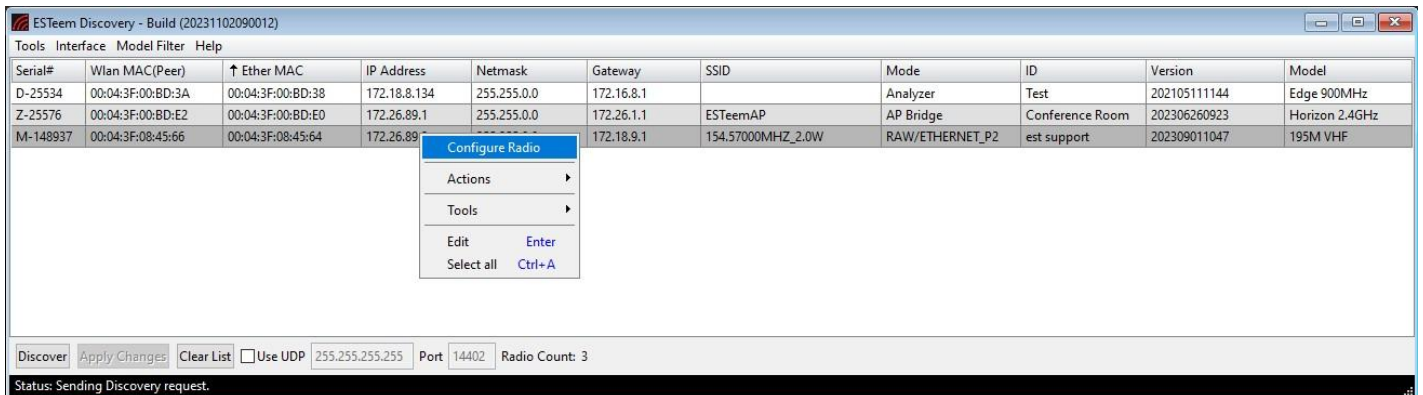 ESTeem Discovery - Build (20231102090012)
Tools Interface Model Filter Help
Serial# Wlan MAC(Peer) ↑ Ether MAC IP Address Netmask Gateway SSID Mode ID Version Model
D-25534 00:04:3F:00:BD:3A 00:04:3F:00:BD:38 172.18.8.134 255.255.0.0 172.16.8.1 Analyzer Test 202105111144 Edge 900MHz
Z-25576 00:04:3F:00:BD:E2 00:04:3F:00:BD:E0 172.26.89.1 255.255.0.0 172.26.1.1 ESTeemAP AP Bridge Conference Room 202306260923 Horizon 2.4GHz
M-148937 00:04:3F:08:45:66 00:04:3F:08:45:64 172.26.89 172.18.9.1 154.57000MHZ_2.0W RAW/ETHERNET_P2 est support 202309011047 195M VHF
Configure Radio
Actions
Tools
Edit Enter
Select all Ctrl+A
Discover Apply Changes Clear List Use UDP 255.255.255.255 Port 14402 Radio Count: 3
Status: Sending Discovery request.